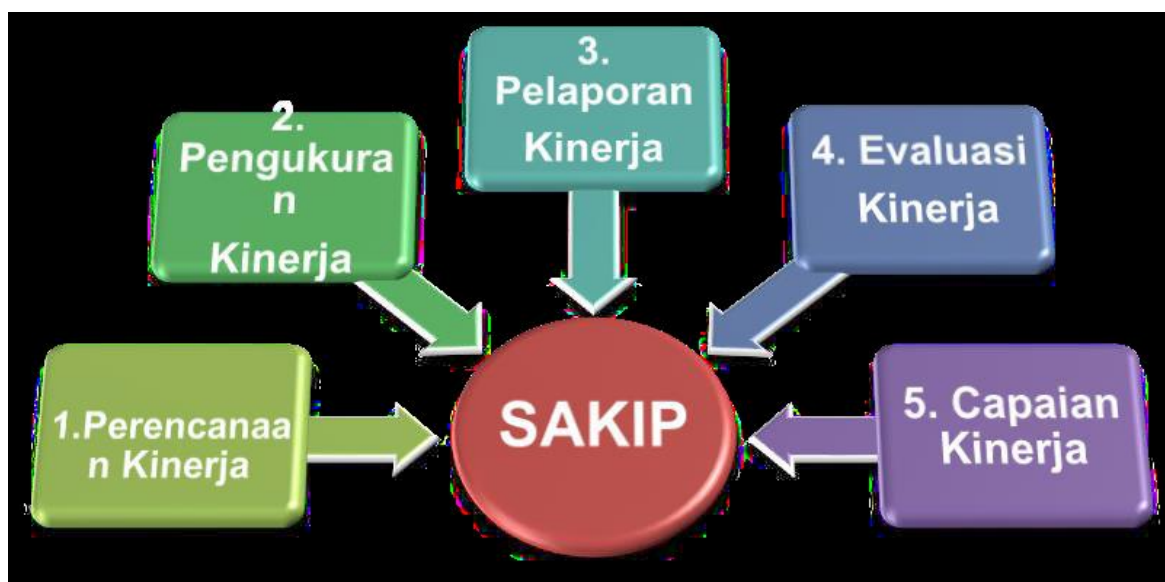 1.Perencanaa
n Kinerja
2.
Pengukura
n
Kinerja
3.
Pelaporan
Kinerja
4. Evaluasi
Kinerja
5. Capaian
Kinerja
SAKIP